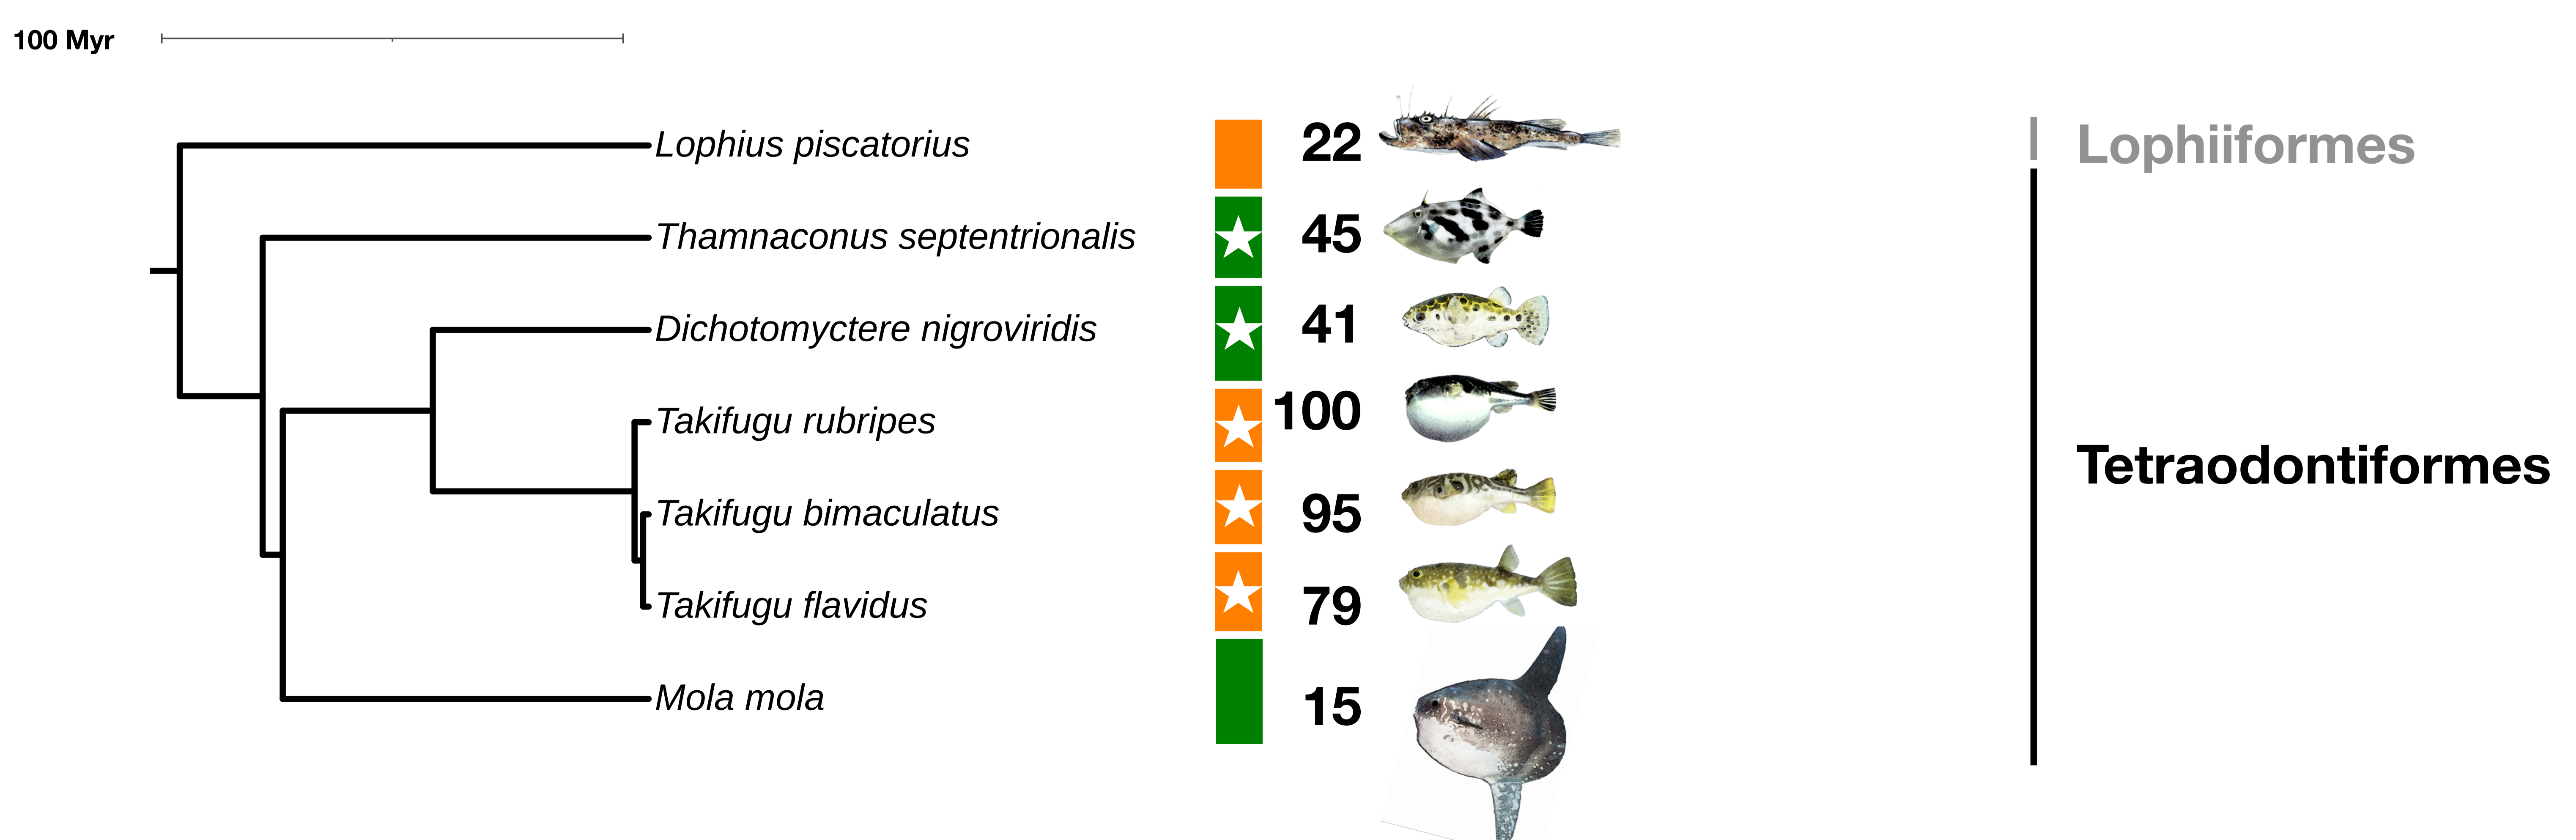 100 Myr
Lophius piscatorius 22 Lophiiformes
Thamnaconus septentrionalis 45
Dichotomyctere nigroviridis 41
Takifugu rubripes 100
Tetraodontiformes
Takifugu bimaculatus 95
Takifugu flavidus 79
Mola mola 15